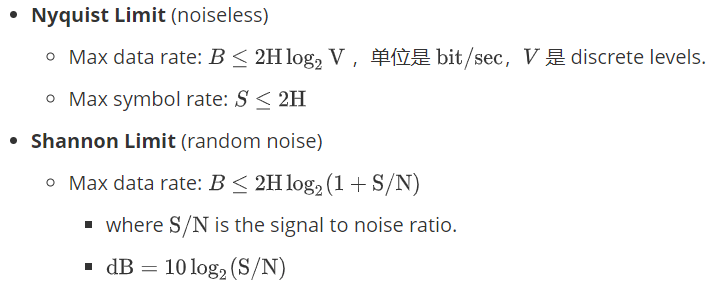 Nyquist Limit (noiseless)
Max data rate: B ≤ 2H log₂ V ，单位是 bit/sec，V 是 discrete levels.
Max symbol rate: S ≤ 2H
Shannon Limit (random noise)
Max data rate: B ≤ 2H log₂(1 + S/N)
where S/N is the signal to noise ratio.
dB = 10 log₂(S/N)